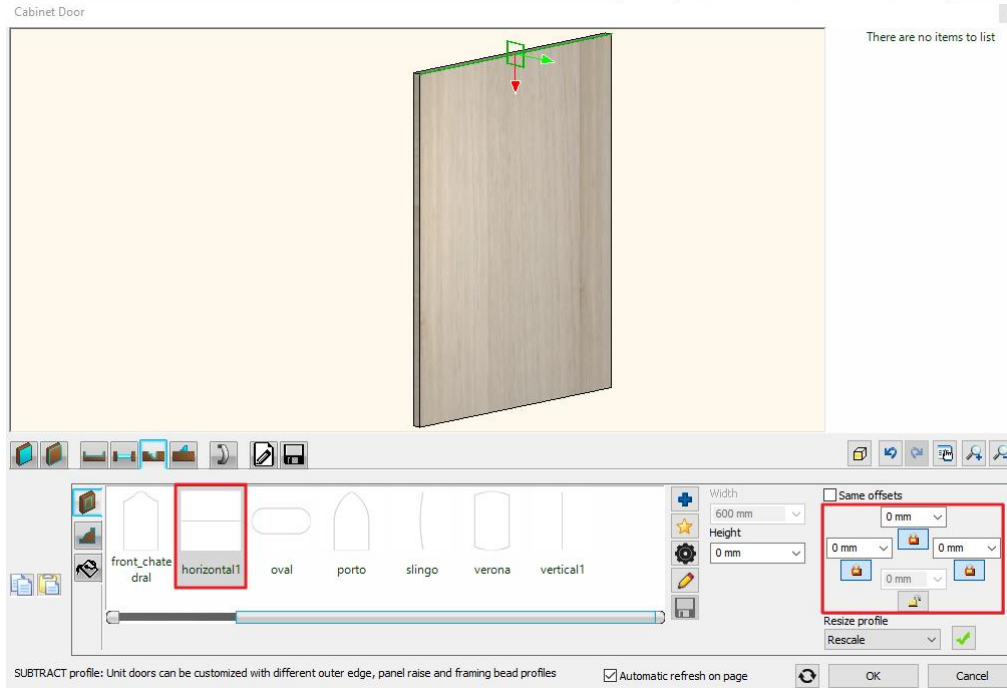 Cabinet Door
There are no items to list
Width
600 mm
Height
0 mm
Same offsets
0 mm
0 mm
0 mm
0 mm
front_chate
dral
horizontal1
oval
porto
slingo
verona
vertical1
Resize profile
Rescale
SUBTRACT profile: Unit doors can be customized with different outer edge, panel raise and framing bead profiles
Automatic refresh on page
OK
Cancel